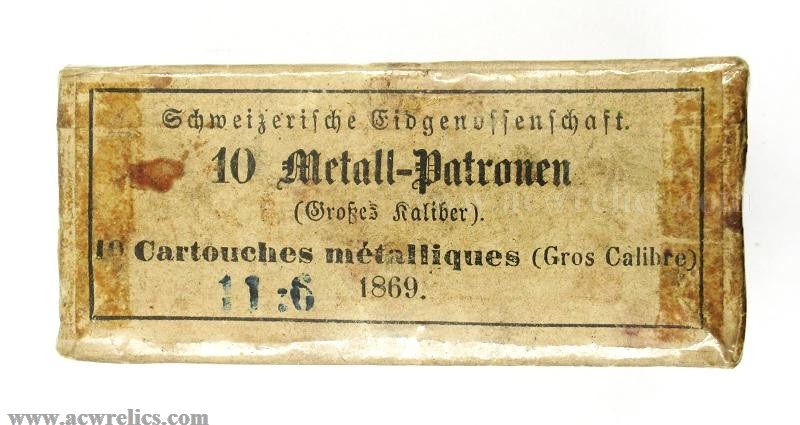 Schweizerische Eidgenossenschaft.
10 Metall-Patronen
(Großes Kaliber).
10 Cartouches métalliques (Gros Calibre)
11:6 1869.
www.acwrelics.com